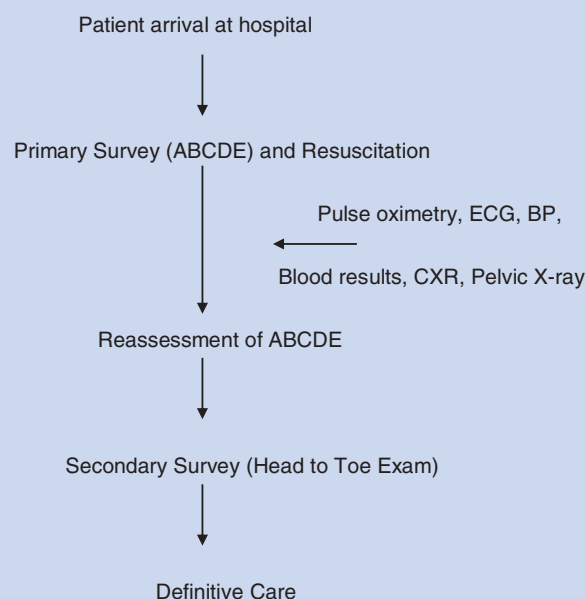 Patient arrival at hospital
Primary Survey (ABCDE) and Resuscitation
Pulse oximetry, ECG, BP,
Blood results, CXR, Pelvic X-ray
Reassessment of ABCDE
Secondary Survey (Head to Toe Exam)
Definitive Care